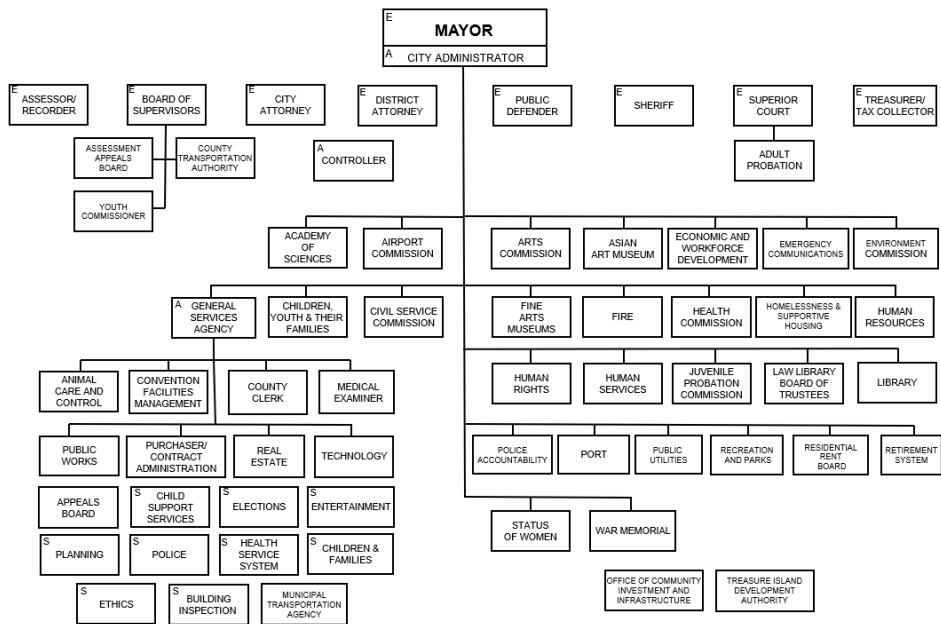 E
MAYOR
A
CITY ADMINISTRATOR
E
ASSESSOR/
RECORDER
E
BOARD OF
SUPERVISORS
E
CITY
ATTORNEY
E
DISTRICT
ATTORNEY
E
PUBLIC
DEFENDER
E
SHERIFF
E
SUPERIOR
COURT
E
TREASURER/
TAX COLLECTOR
ASSESSMENT
APPEALS
BOARD
COUNTY
TRANSPORTATION
AUTHORITY
A
CONTROLLER
ADULT
PROBATION
YOUTH
COMMISSIONER
ACADEMY
OF
SCIENCES
AIRPORT
COMMISSION
ARTS
COMMISSION
ASIAN
ART MUSEUM
ECONOMIC AND
WORKFORCE
DEVELOPMENT
EMERGENCY
COMMUNICATIONS
ENVIRONMENT
COMMISSION
A
GENERAL
SERVICES
AGENCY
CHILDREN,
YOUTH & THEIR
FAMILIES
CIVIL SERVICE
COMMISSION
FINE
ARTS
MUSEUMS
FIRE
HEALTH
COMMISSION
HOMELESSNESS &
SUPPORTIVE
HOUSING
HUMAN
RESOURCES
ANIMAL
CARE AND
CONTROL
CONVENTION
FACILITIES
MANAGEMENT
COUNTY
CLERK
MEDICAL
EXAMINER
HUMAN
RIGHTS
HUMAN
SERVICES
JUVENILE
PROBATION
COMMISSION
LAW LIBRARY
BOARD OF
TRUSTEES
LIBRARY
PUBLIC
WORKS
PURCHASER/
CONTRACT
ADMINISTRATION
REAL
ESTATE
TECHNOLOGY
POLICE
ACCOUNTABILITY
PORT
PUBLIC
UTILITIES
RECREATION
AND PARKS
RESIDENTIAL
RENT
BOARD
RETIREMENT
SYSTEM
APPEALS
BOARD
S
CHILD
SUPPORT
SERVICES
S
ELECTIONS
S
ENTERTAINMENT
STATUS
OF WOMEN
WAR MEMORIAL
S
PLANNING
S
POLICE
S
HEALTH
SERVICE
SYSTEM
S
CHILDREN &
FAMILIES
S
ETHICS
S
BUILDING
INSPECTION
MUNICIPAL
TRANSPORTATION
AGENCY
OFFICE OF COMMUNITY
INVESTMENT AND
INFRASTRUCTURE
TREASURE ISLAND
DEVELOPMENT
AUTHORITY